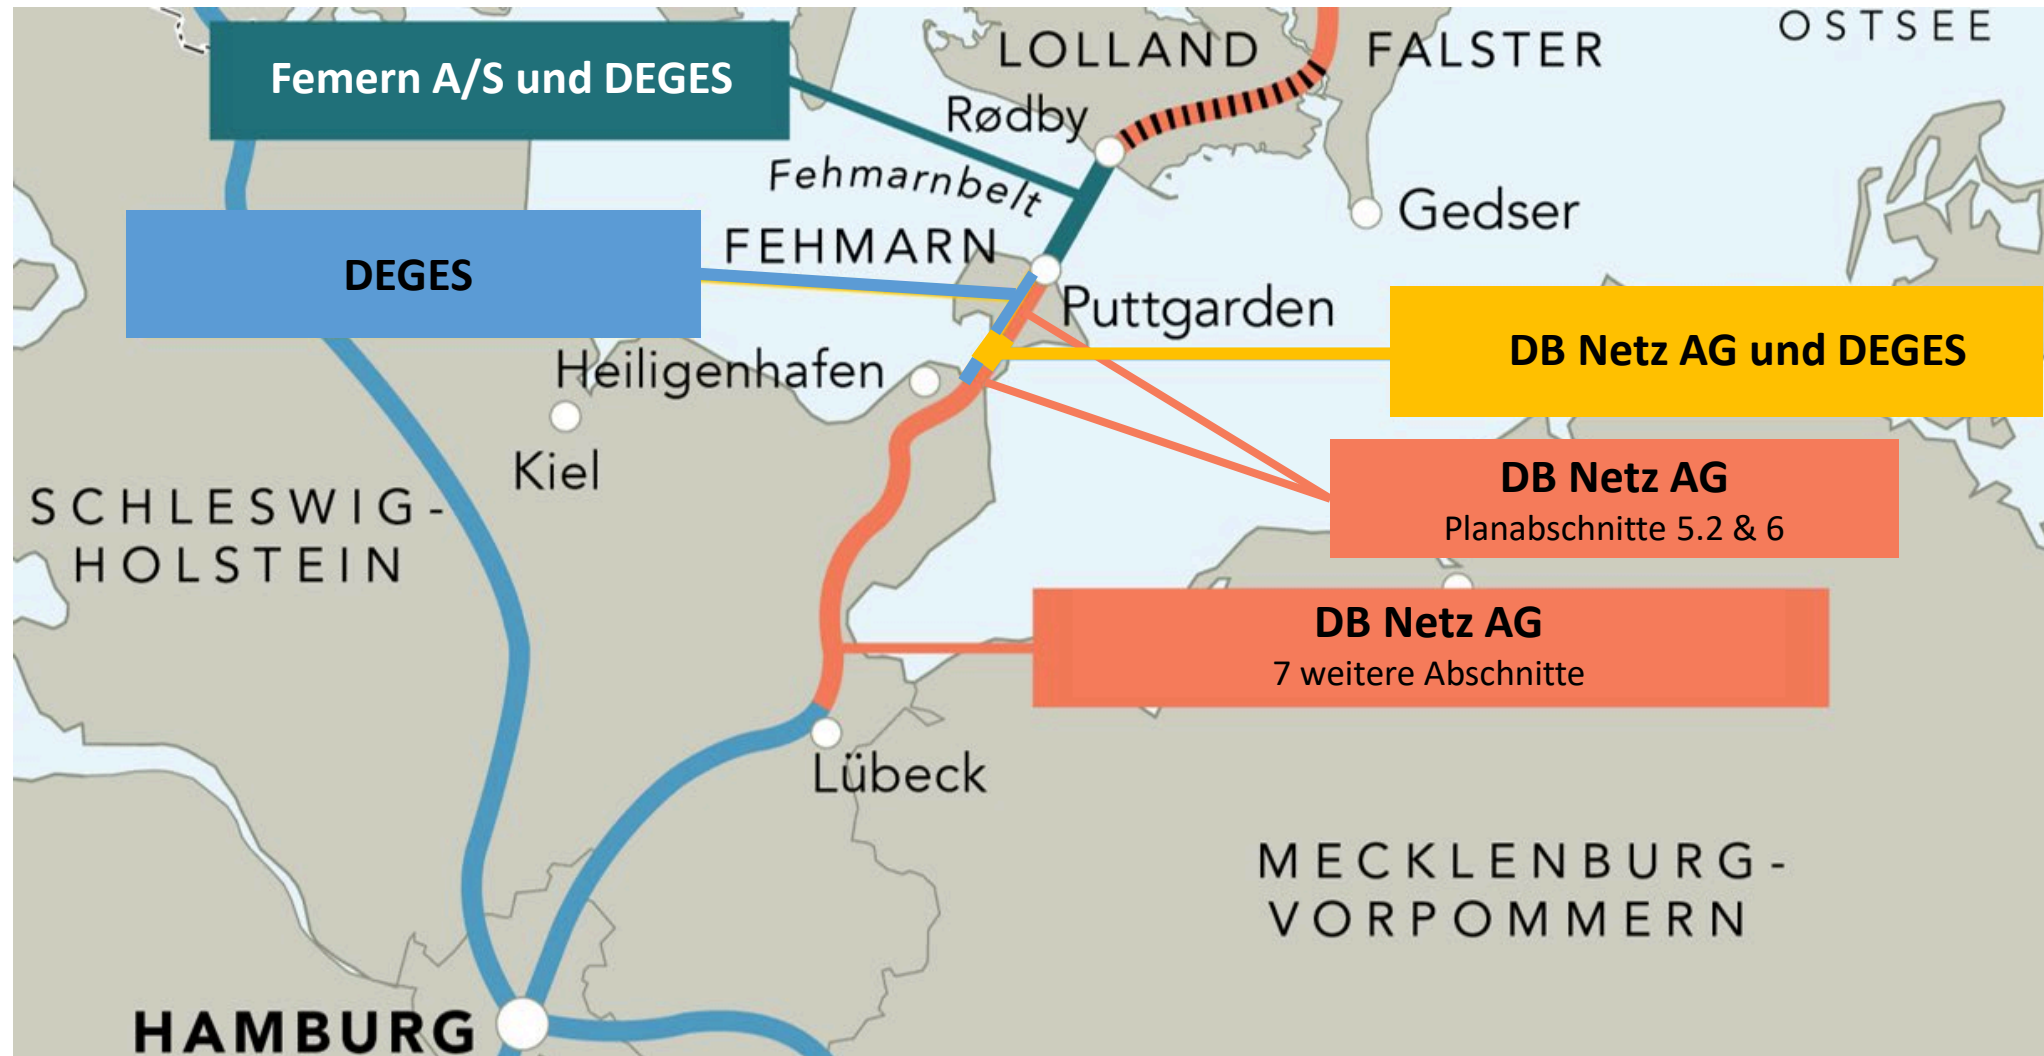 OSTSEE
LOLLAND
FALSTER
Femern A/S und DEGES
Rødby
Fehmarnbelt
Gedser
FEHMARN
DEGES
Puttgarden
DB Netz AG und DEGES
Heiligenhafen
Kiel
DB Netz AG
Planabschnitte 5.2 & 6
SCHLESWIG-
HOLSTEIN
DB Netz AG
7 weitere Abschnitte
Lübeck
MECKLENBURG-
VORPOMMERN
HAMBURG